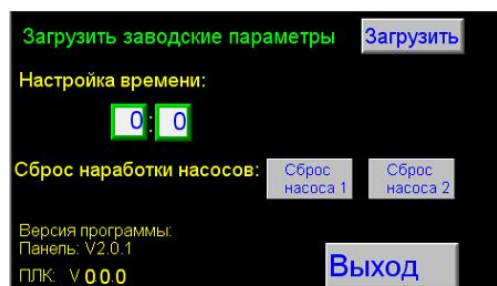 Загрузить заводские параметры Загрузить
Настройка времени:
0 : 0
Сброс наработки насосов: Сброс насоса 1 Сброс насоса 2
Версия программы:
Панель: V2.0.1
ПЛК: V 0.0.0
Выход